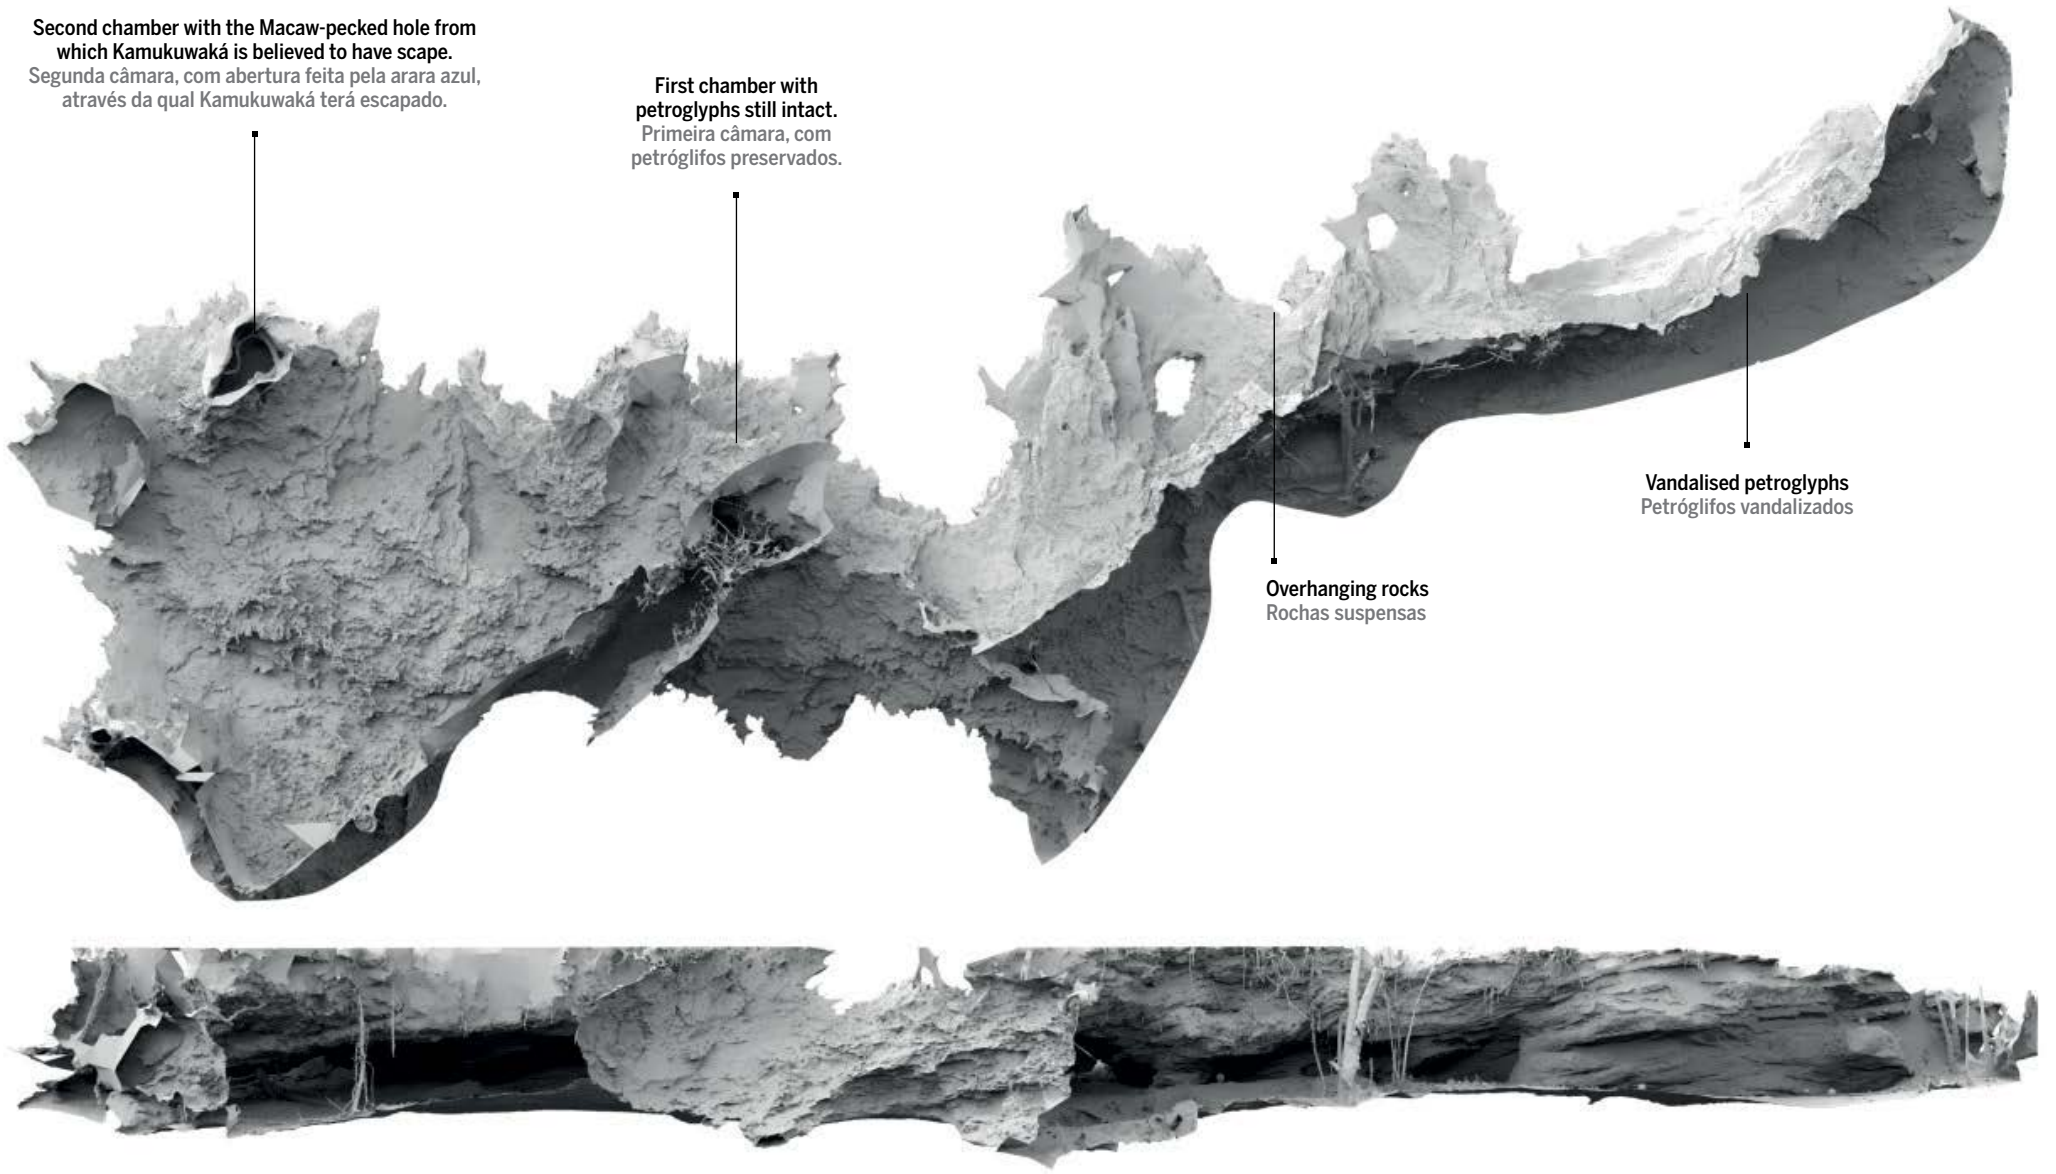 Second chamber with the Macaw-pecked hole from
which Kamukuwaká is believed to have scape.
Segunda câmara, com abertura feita pela arara azul,
através da qual Kamukuwaká terá escapado.
First chamber with
petroglyphs still intact.
Primeira câmara, com
petróglifos preservados.
Vandalised petroglyphs
Petróglifos vandalizados
Overhanging rocks
Rochas suspensas